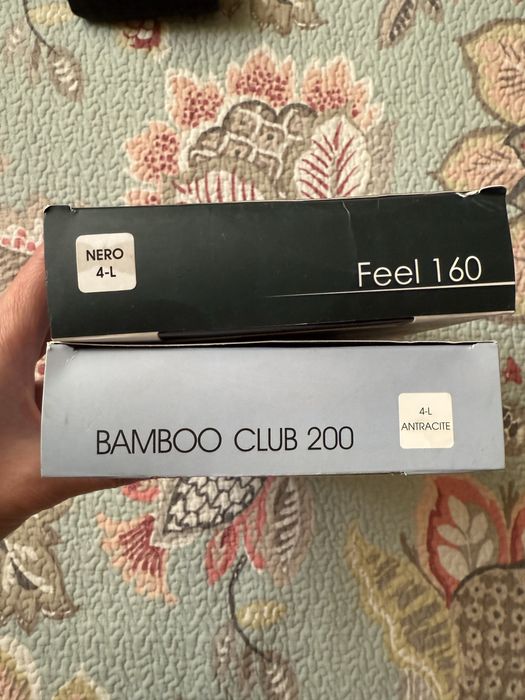 NERO
4-L
Feel 160
BAMBOO CLUB 200
4-L
ANTRACITE